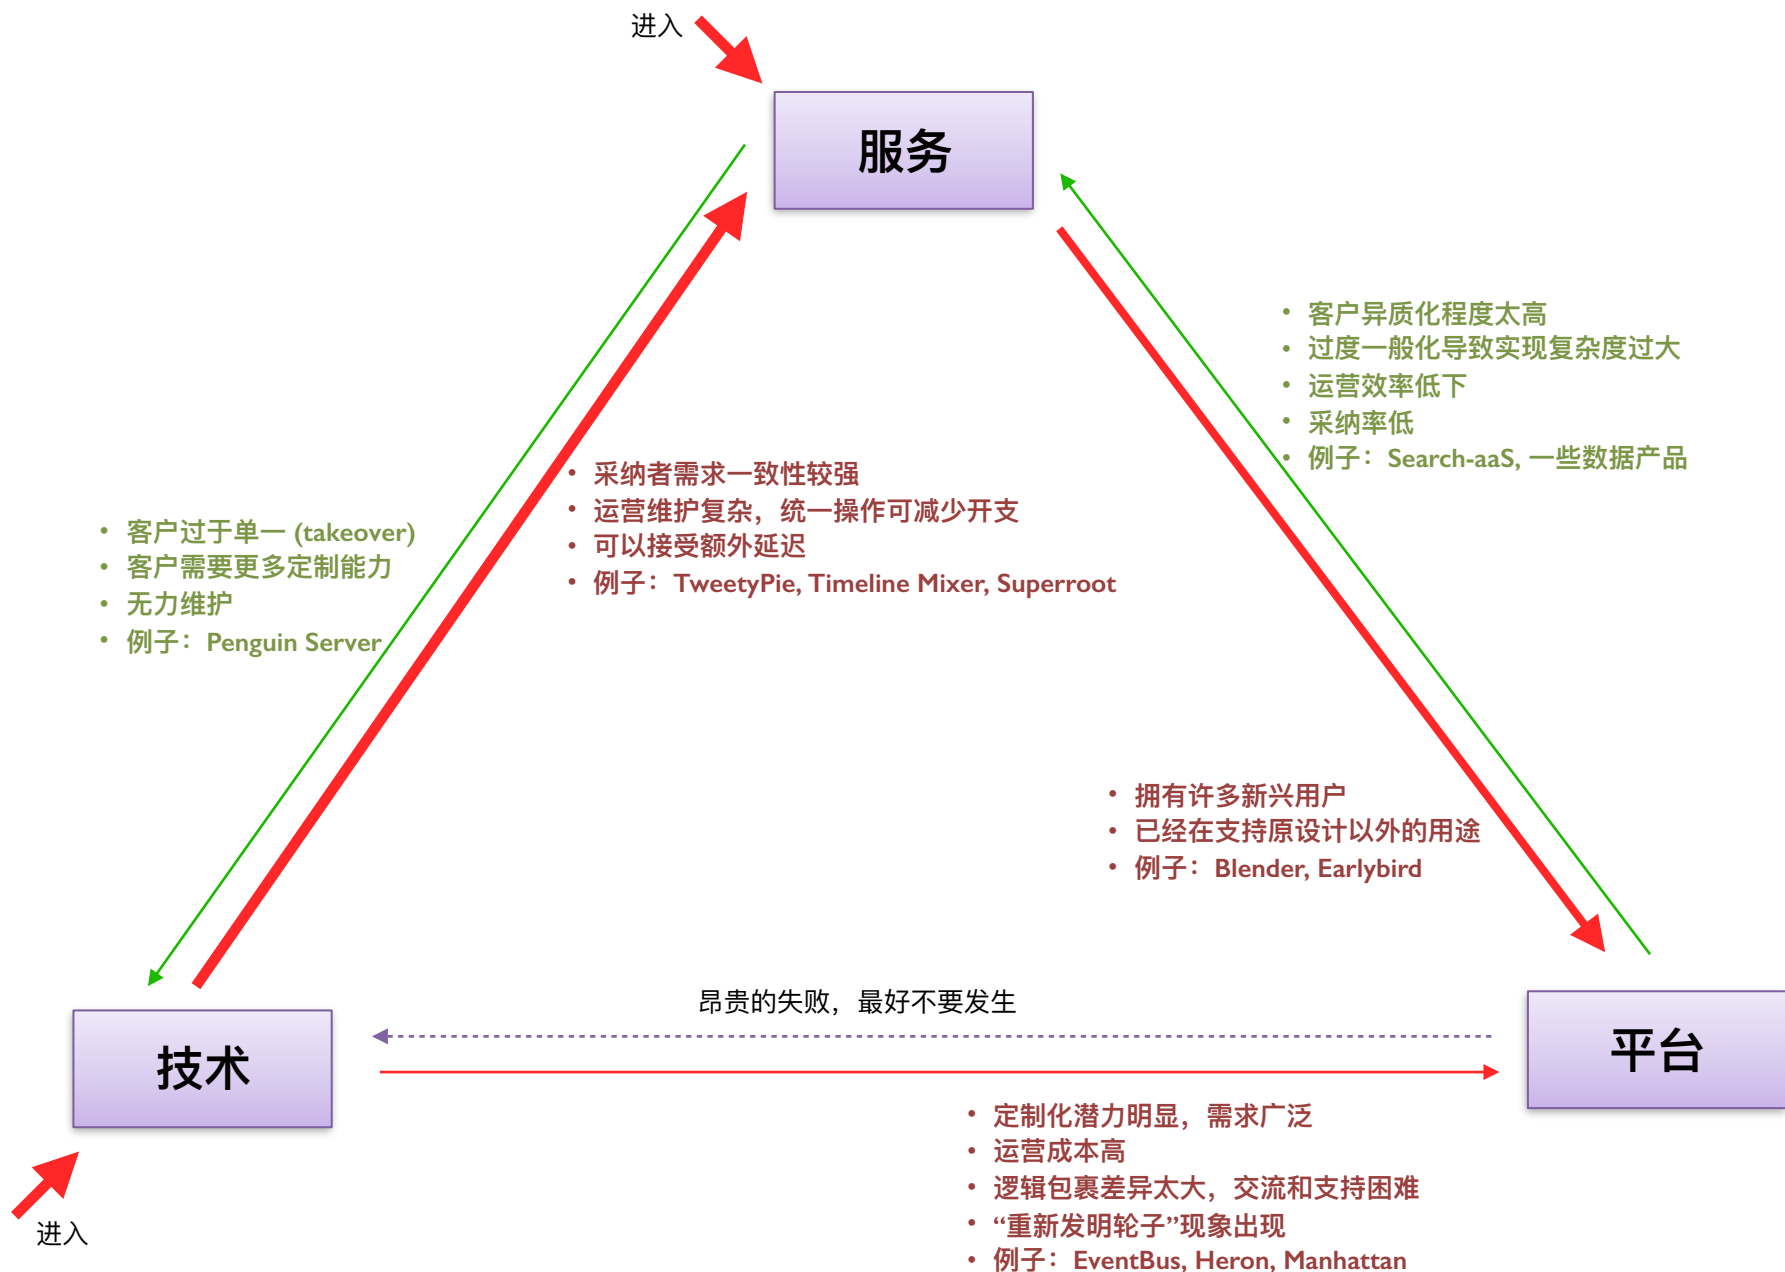 进入
服务
• 客户异质化程度太高
• 过度一般化导致实现复杂度过大
• 运营效率低下
• 采纳率低
• 例子：Search-aaS, 一些数据产品
• 采纳者需求一致性较强
• 运营维护复杂，统一操作可减少开支
• 可以接受额外延迟
• 例子：TweetyPie, Timeline Mixer, Superroot
• 客户过于单一 (takeover)
• 客户需要更多定制能力
• 无力维护
• 例子：Penguin Server
• 拥有许多新兴用户
• 已经在支持原设计以外的用途
• 例子：Blender, Earlybird
昂贵的失败，最好不要发生
技术
平台
• 定制化潜力明显，需求广泛
• 运营成本高
• 逻辑包裹差异太大，交流和支持困难
• “重新发明轮子”现象出现
• 例子：EventBus, Heron, Manhattan
进入